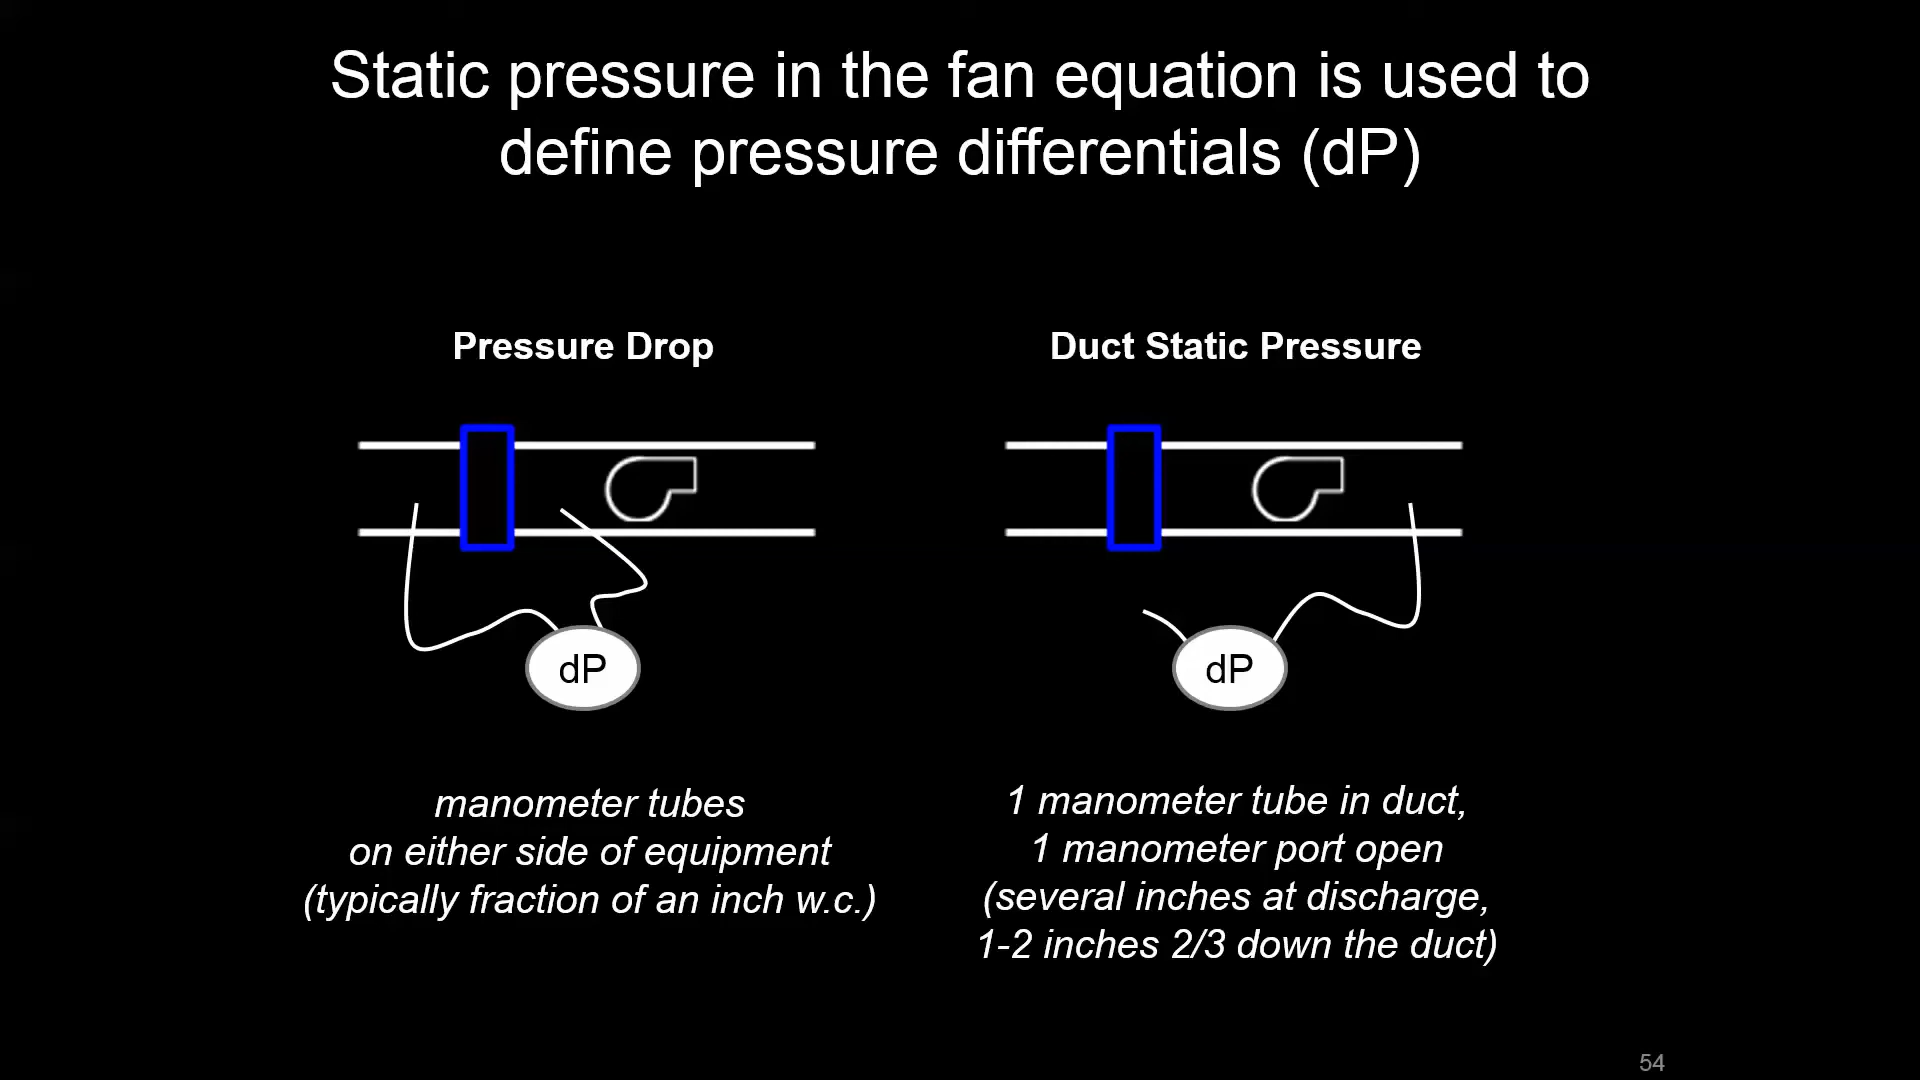 Static pressure in the fan equation is used to
define pressure differentials (dP)
Pressure Drop
Duct Static Pressure
dP
dP
manometer tubes
on either side of equipment
(typically fraction of an inch w.c.)
1 manometer tube in duct,
1 manometer port open
(several inches at discharge,
1-2 inches 2/3 down the duct)
54